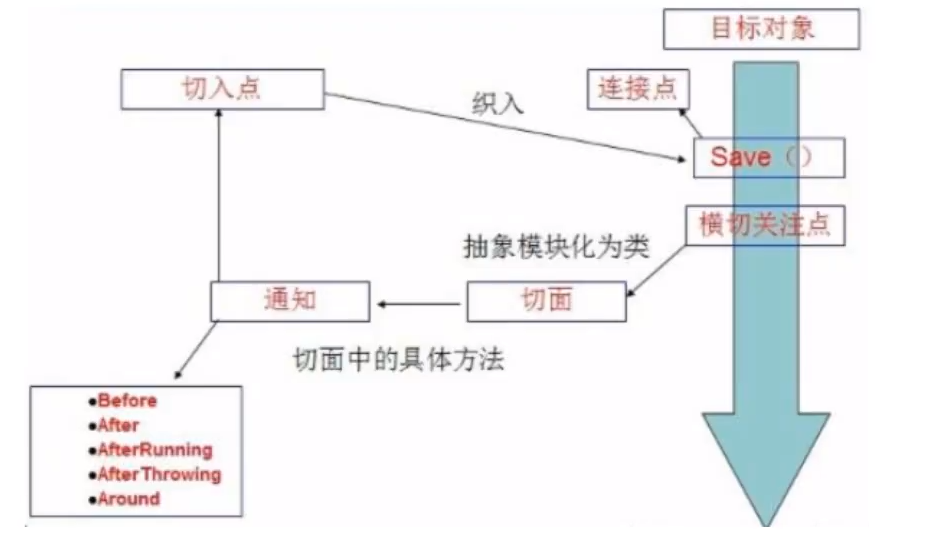 目标对象
切入点
连接点
织入
Save（）
横切关注点
抽象模块化为类
通知
切面
切面中的具体方法
●Before
●After
●AfterRunning
●AfterThrowing
●Around